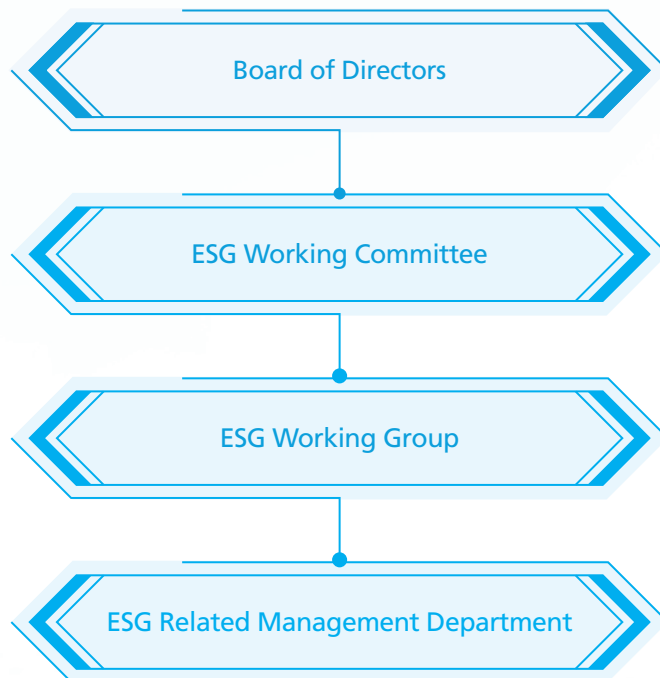 Board of Directors
ESG Working Committee
ESG Working Group
ESG Related Management Department